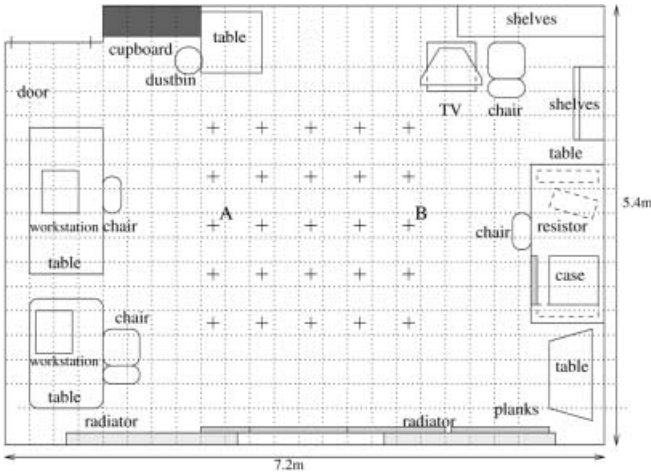 shelves
cupboard
table
dustbin
door
TV
chair
shelves
table
A
B
workstation
chair
chair
resistor
5.4m
table
case
chair
workstation
table
table
radiator
radiator
planks
7.2m